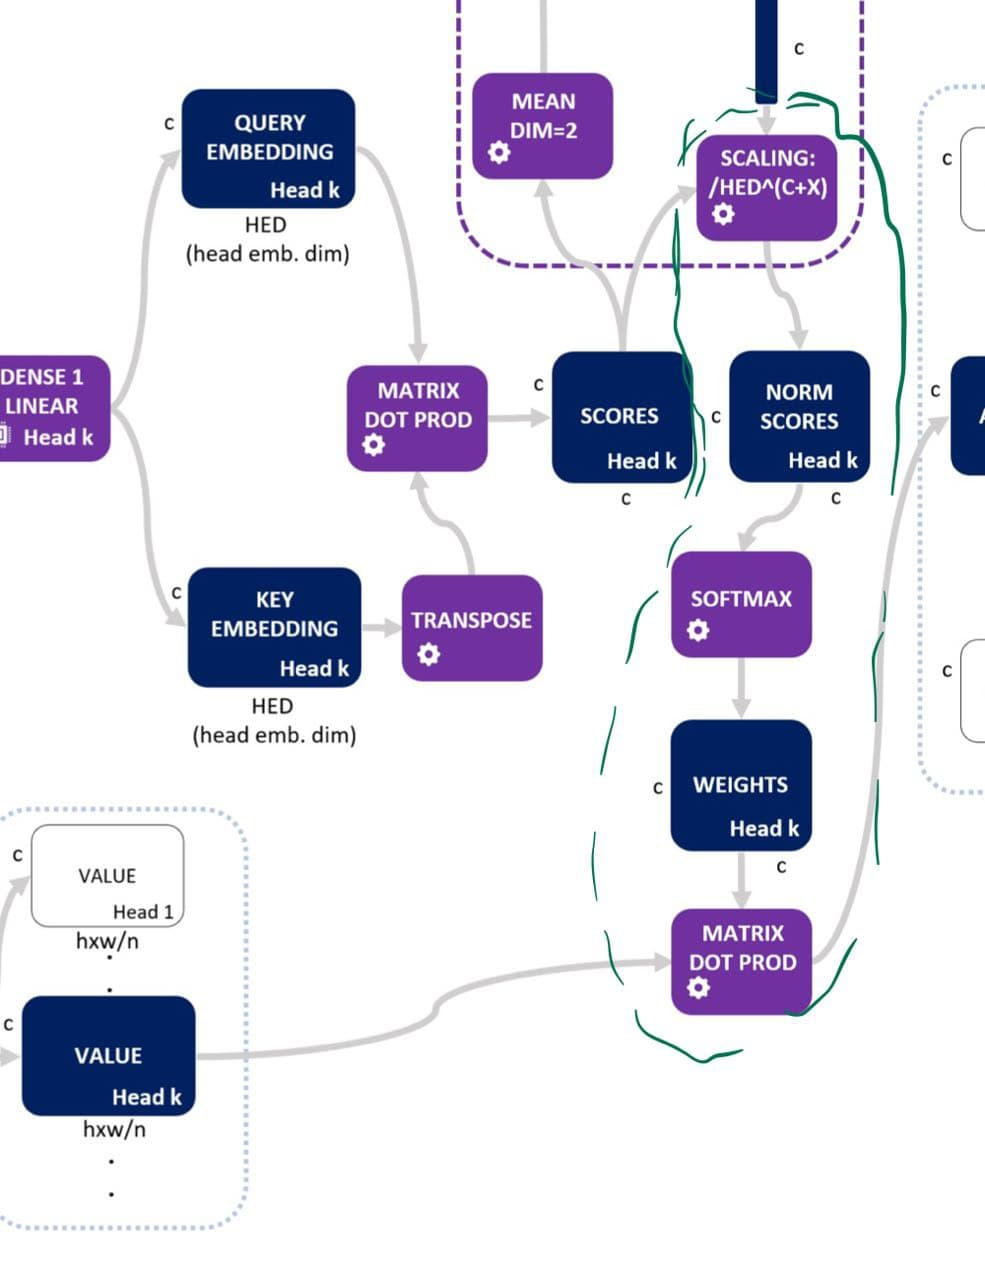 c
MEAN
DIM=2
SCALING:
/HED^(C+X)
c
QUERY
EMBEDDING
Head k
HED
(head emb. dim)
c
DENSE 1
LINEAR
Head k
MATRIX
DOT PROD
c
SCORES
Head k
c
c
NORM
SCORES
Head k
c
c
A
c
c
KEY
EMBEDDING
Head k
HED
(head emb. dim)
TRANSPOSE
SOFTMAX
c
WEIGHTS
Head k
c
c
MATRIX
DOT PROD
c
VALUE
Head 1
hxw/n
c
VALUE
Head k
hxw/n